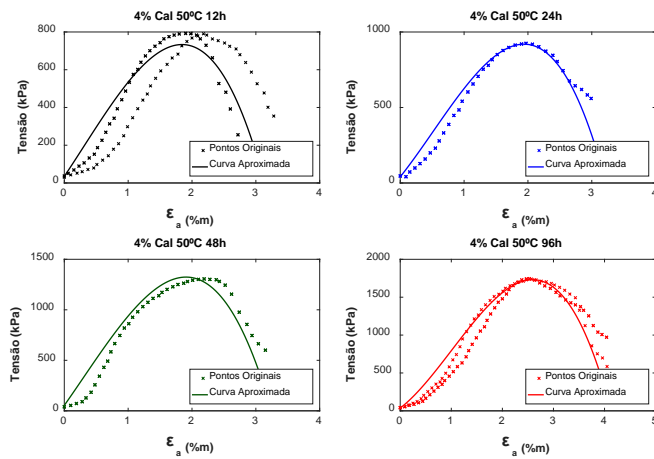 4% Cal 50ºC 12h
800
600
400
200
0
Tensão (kPa)
Pontos Originais
Curva Aproximada
0 1 2 3 4
ε a (%m)
4% Cal 50ºC 24h
1000
500
0
Tensão (kPa)
Pontos Originais
Curva Aproximada
0 1 2 3 4
ε a (%m)
4% Cal 50ºC 48h
1500
1000
500
0
Tensão (kPa)
Pontos Originais
Curva Aproximada
0 1 2 3 4
ε a (%m)
4% Cal 50ºC 96h
2000
1500
1000
500
0
Tensão (kPa)
Pontos Originais
Curva Aproximada
0 1 2 3 4 5
ε a (%m)